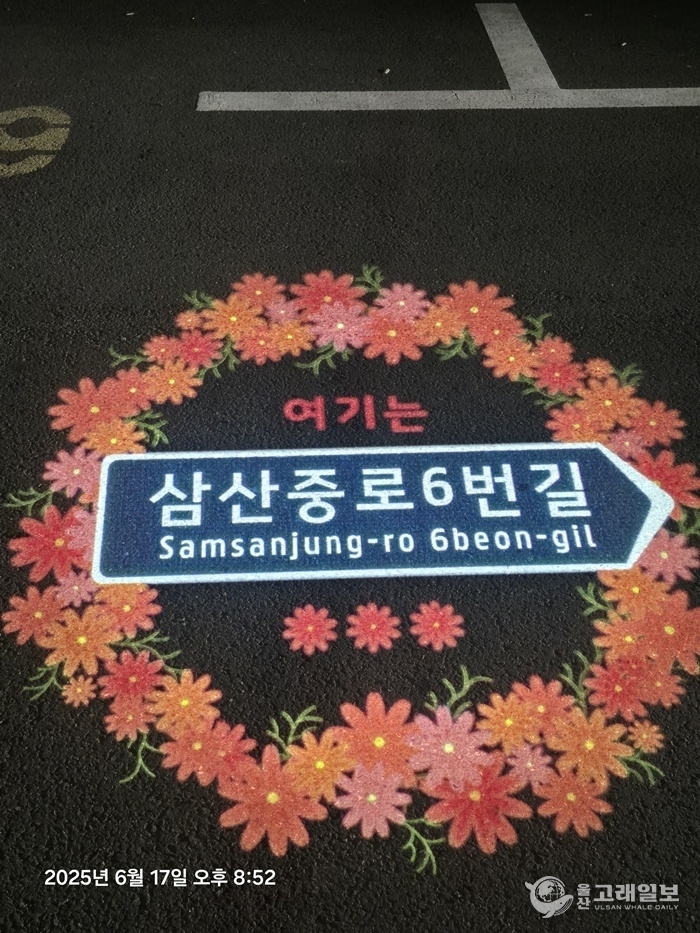 여기는
삼산중로6번길
Samsanjung-ro 6beon-gil
2025년 6월 17일 오후 8:52
울산 고래일보
ULSAN WHALE DAILY